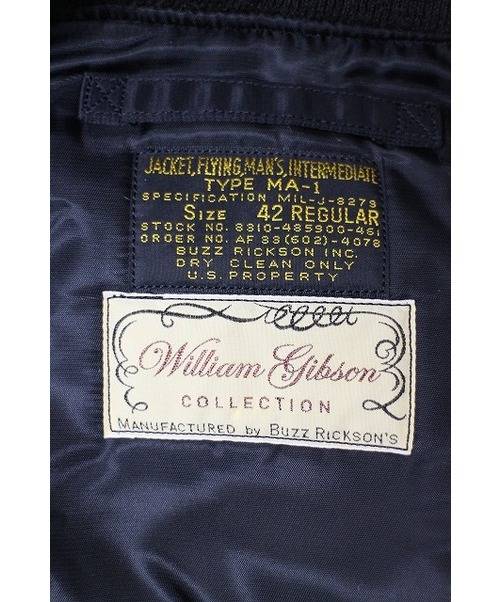 JACKET, FLYING, MAN'S, INTERMEDIATE
TYPE MA-1
SPECIFICATION MIL-J-8279
SIZE 42 REGULAR
STOCK NO. 8310-485900-461
ORDER NO. AF 33(602)-4078
BUZZ RICKSON INC.
DRY CLEAN ONLY
U.S. PROPERTY
William Gibson
COLLECTION
MANUFACTURED by BUZZ RICKSON'S